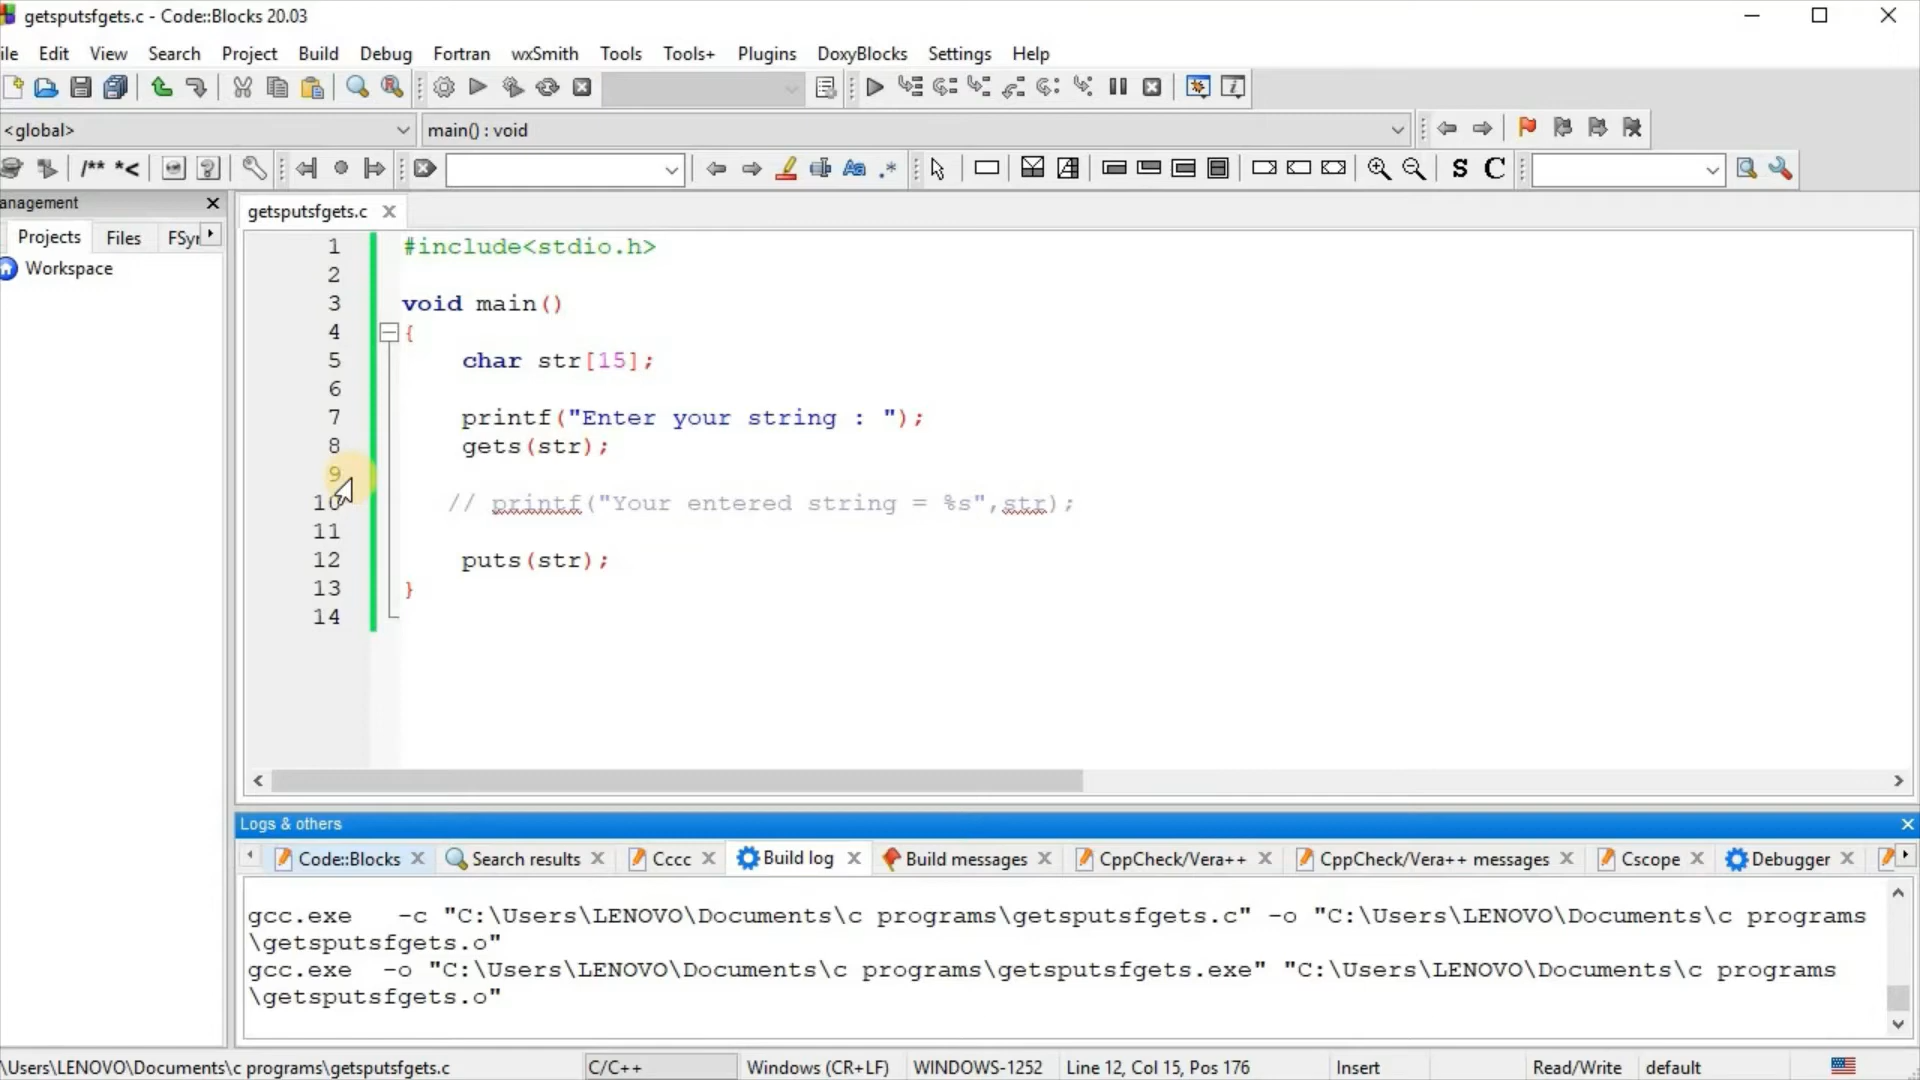 getsputsfgets.c - Code::Blocks 20.03
ile Edit View Search Project Build Debug Fortran wxSmith Tools Tools+ Plugins DoxyBlocks Settings Help
<global> main() : void
/** *< Aa .* S C
anagement
Projects Files FSyr
Workspace
getsputsfgets.c
1 #include<stdio.h>
2
3 void main()
4 {
5 char str[15];
6
7 printf("Enter your string : ");
8 gets(str);
9
10 // printf("Your entered string = %s",str);
11
12 puts(str);
13 }
14
Logs & others
Code::Blocks Search results Cccc Build log Build messages CppCheck/Vera++ CppCheck/Vera++ messages Cscope Debugger
gcc.exe -c "C:\Users\LENOVO\Documents\c programs\getsputsfgets.c" -o "C:\Users\LENOVO\Documents\c programs
\getsputsfgets.o"
gcc.exe -o "C:\Users\LENOVO\Documents\c programs\getsputsfgets.exe" "C:\Users\LENOVO\Documents\c programs
\getsputsfgets.o"
\Users\LENOVO\Documents\c programs\getsputsfgets.c C/C++ Windows (CR+LF) WINDOWS-1252 Line 12, Col 15, Pos 176 Insert Read/Write default